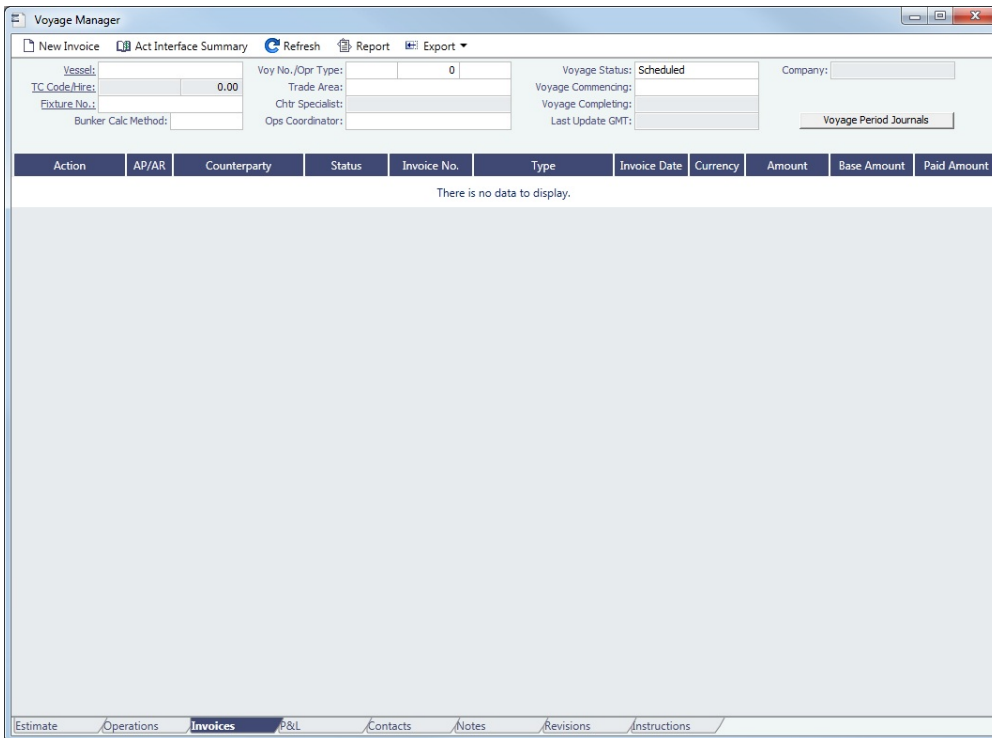 Voyage Manager
New Invoice Act Interface Summary Refresh Report Export
Vessel: Voy No./Opr Type: 0 Voyage Status: Scheduled Company:
TC Code/Hire: 0.00 Trade Area: Voyage Commencing:
Fixture No.: Chtr Specialist: Voyage Completing:
Bunker Calc Method: Ops Coordinator: Last Update GMT: Voyage Period Journals
Action AP/AR Counterparty Status Invoice No. Type Invoice Date Currency Amount Base Amount Paid Amount
There is no data to display.
Estimate Operations Invoices P&L Contacts Notes Revisions Instructions